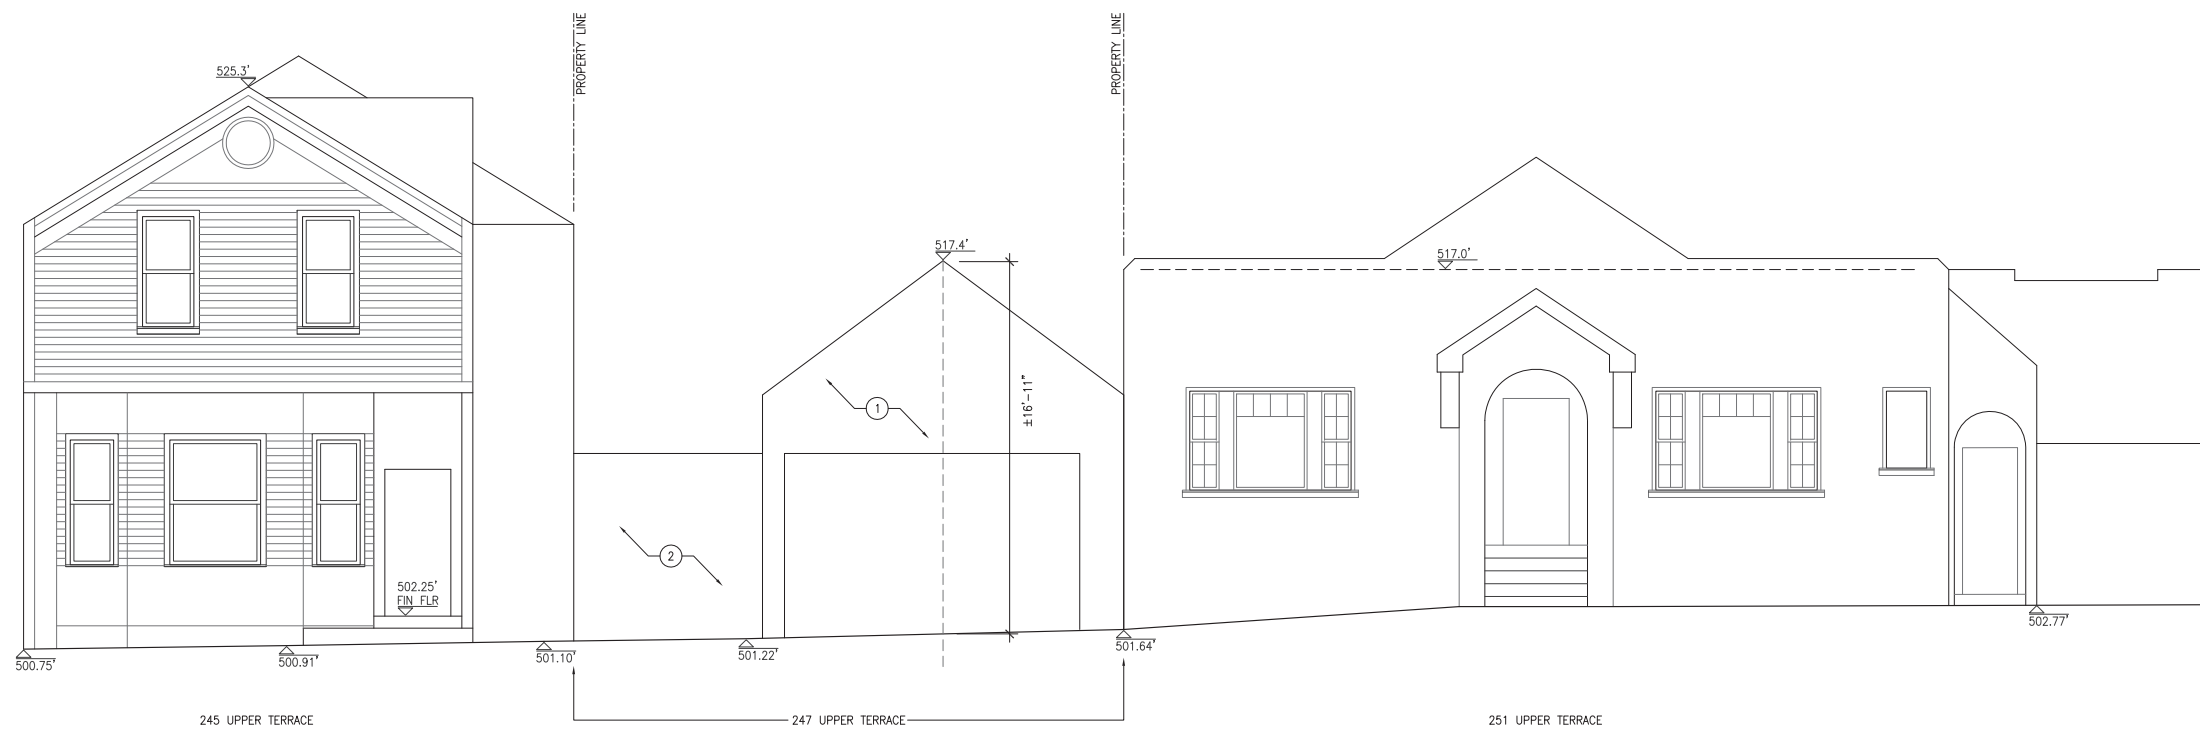 PROPERTY LINE
PROPERTY LINE
525.3'
517.4'
517.0'
±16'-11"
1
2
502.25'
FIN FLR
500.75'
500.91'
501.10'
501.22'
501.64'
502.77'
245 UPPER TERRACE
247 UPPER TERRACE
251 UPPER TERRACE